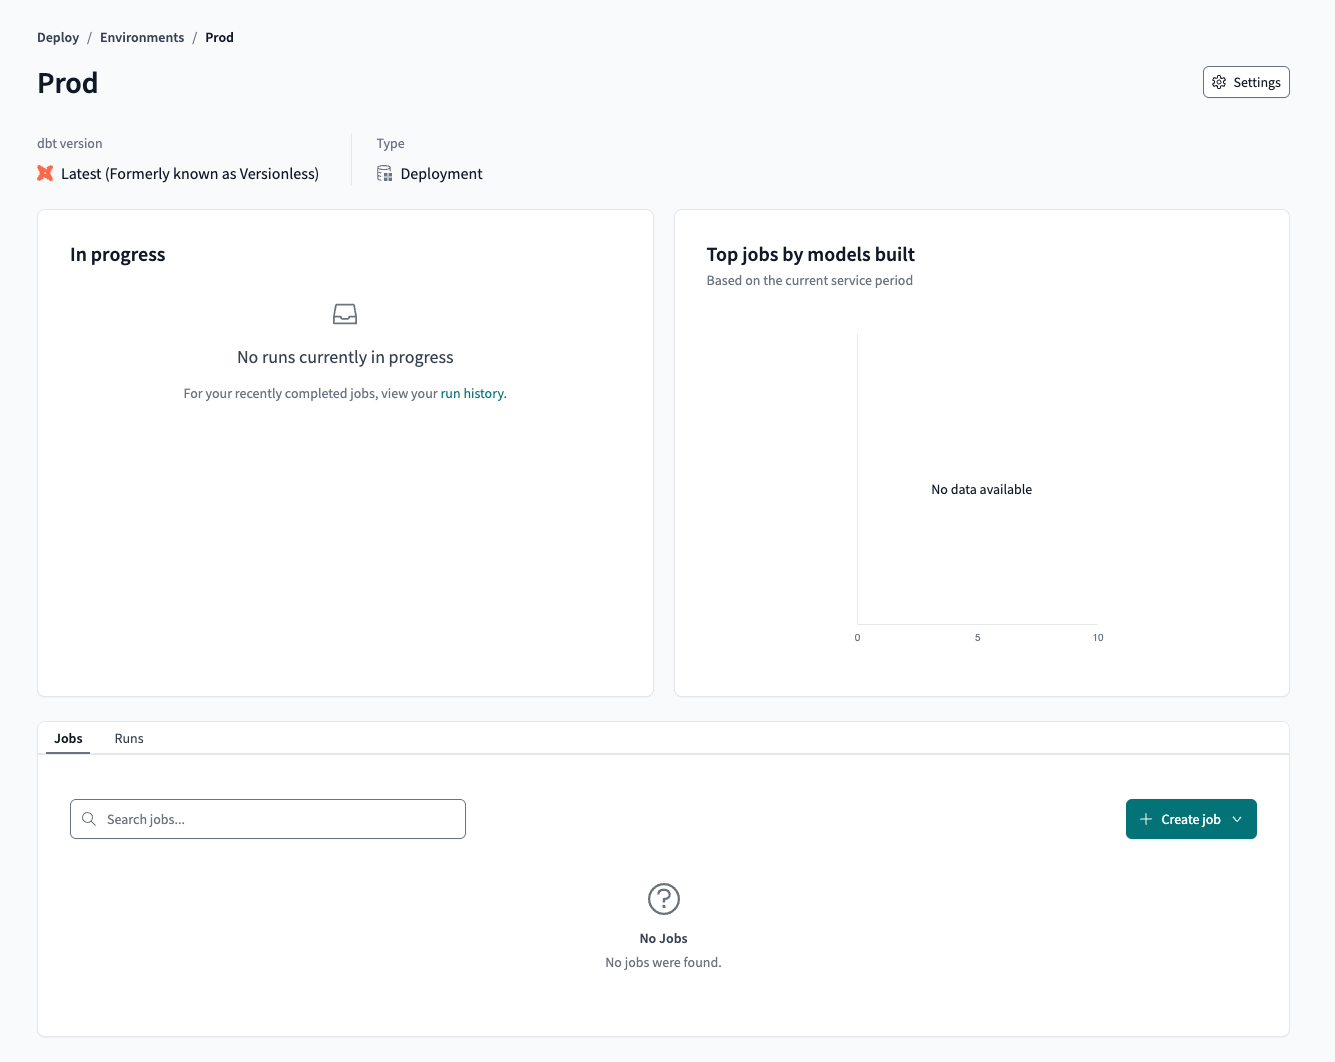 Deploy / Environments / Prod
Prod
Settings
dbt version
Latest (Formerly known as Versionless)
Type
Deployment
In progress
No runs currently in progress
For your recently completed jobs, view your run history.
Top jobs by models built
Based on the current service period
No data available
0 5 10
Jobs Runs
Search jobs...
Create job
No Jobs
No jobs were found.